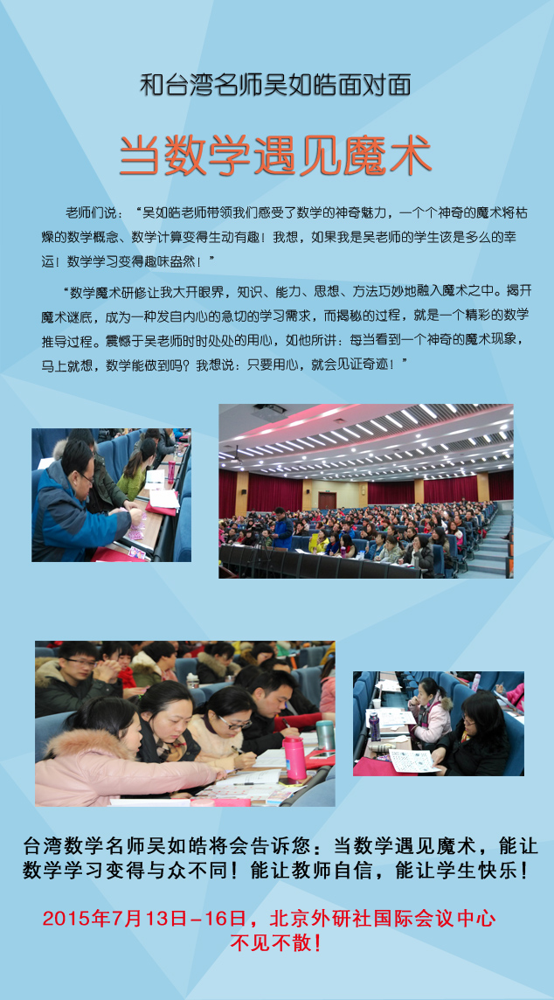 和台湾名师吴如皓面对面
当数学遇见魔术
老师们说：“吴如皓老师带领我们感受了数学的神奇魅力，一个个神奇的魔术将枯
燥的数学概念、数学计算变得生动有趣！我想，如果我是吴老师的学生该是多么的幸
运！数学学习变得趣味盎然！”
“数学魔术研修让我大开眼界，知识、能力、思想、方法巧妙地融入魔术之中。揭开
魔术谜底，成为一种发自内心的急切的学习需求，而揭秘的过程，就是一个精彩的数学
推导过程。震憾于吴老师时时处处的用心，如他所讲：每当看到一个神奇的魔术现象，
马上就想，数学能做到吗？我想说：只要用心，就会见证奇迹！”
台湾数学名师吴如皓将会告诉您：当数学遇见魔术，能让
数学学习变得与众不同！能让教师自信，能让学生快乐！
2015年7月13日-16日，北京外研社国际会议中心
不见不散！